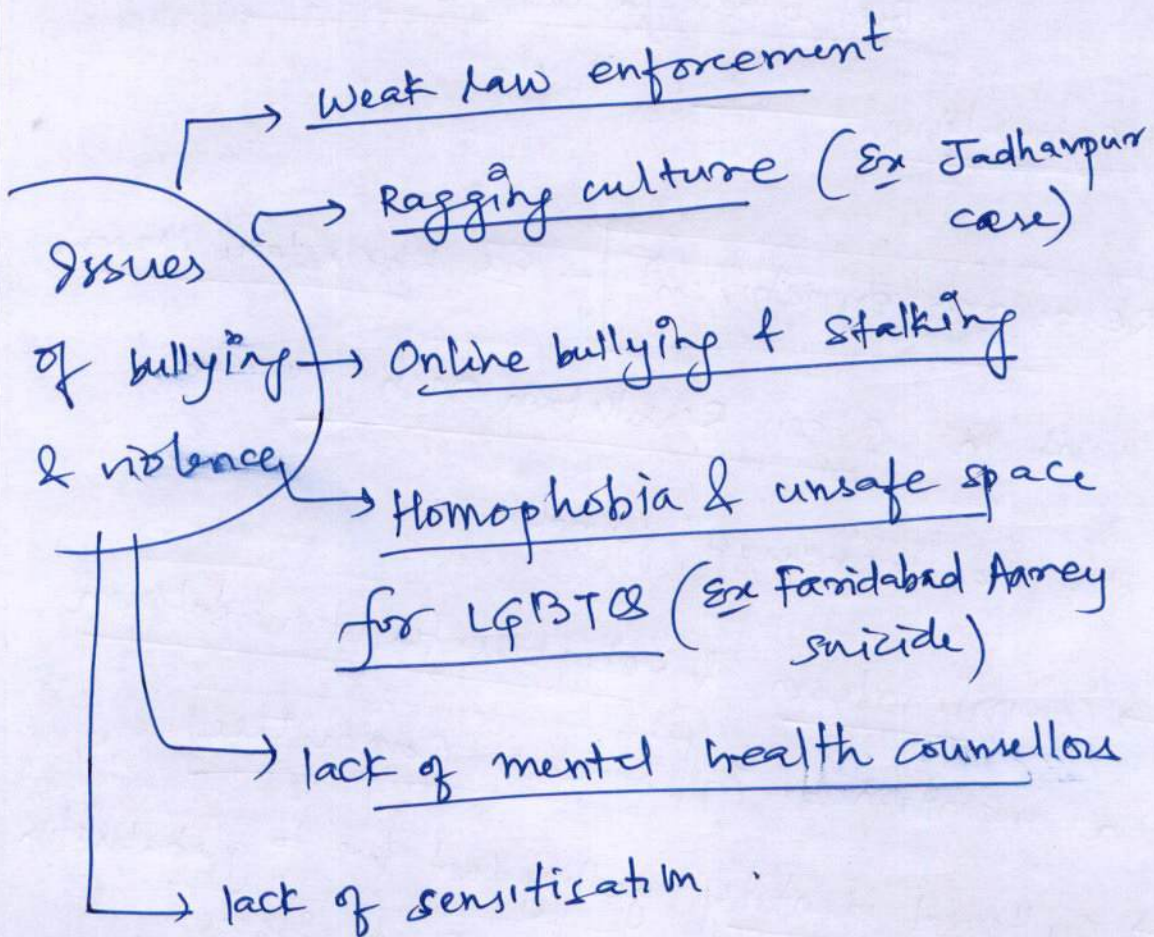 Issues
of bullying
& violence
Weak law enforcement
Ragging culture (Ex Jadhavpur
case)
Online bullying & Stalking
Homophobia & unsafe space
for LGBTQ (Ex Faridabad Aarvey
suicide)
lack of mental health counsellors
lack of sensitisation.